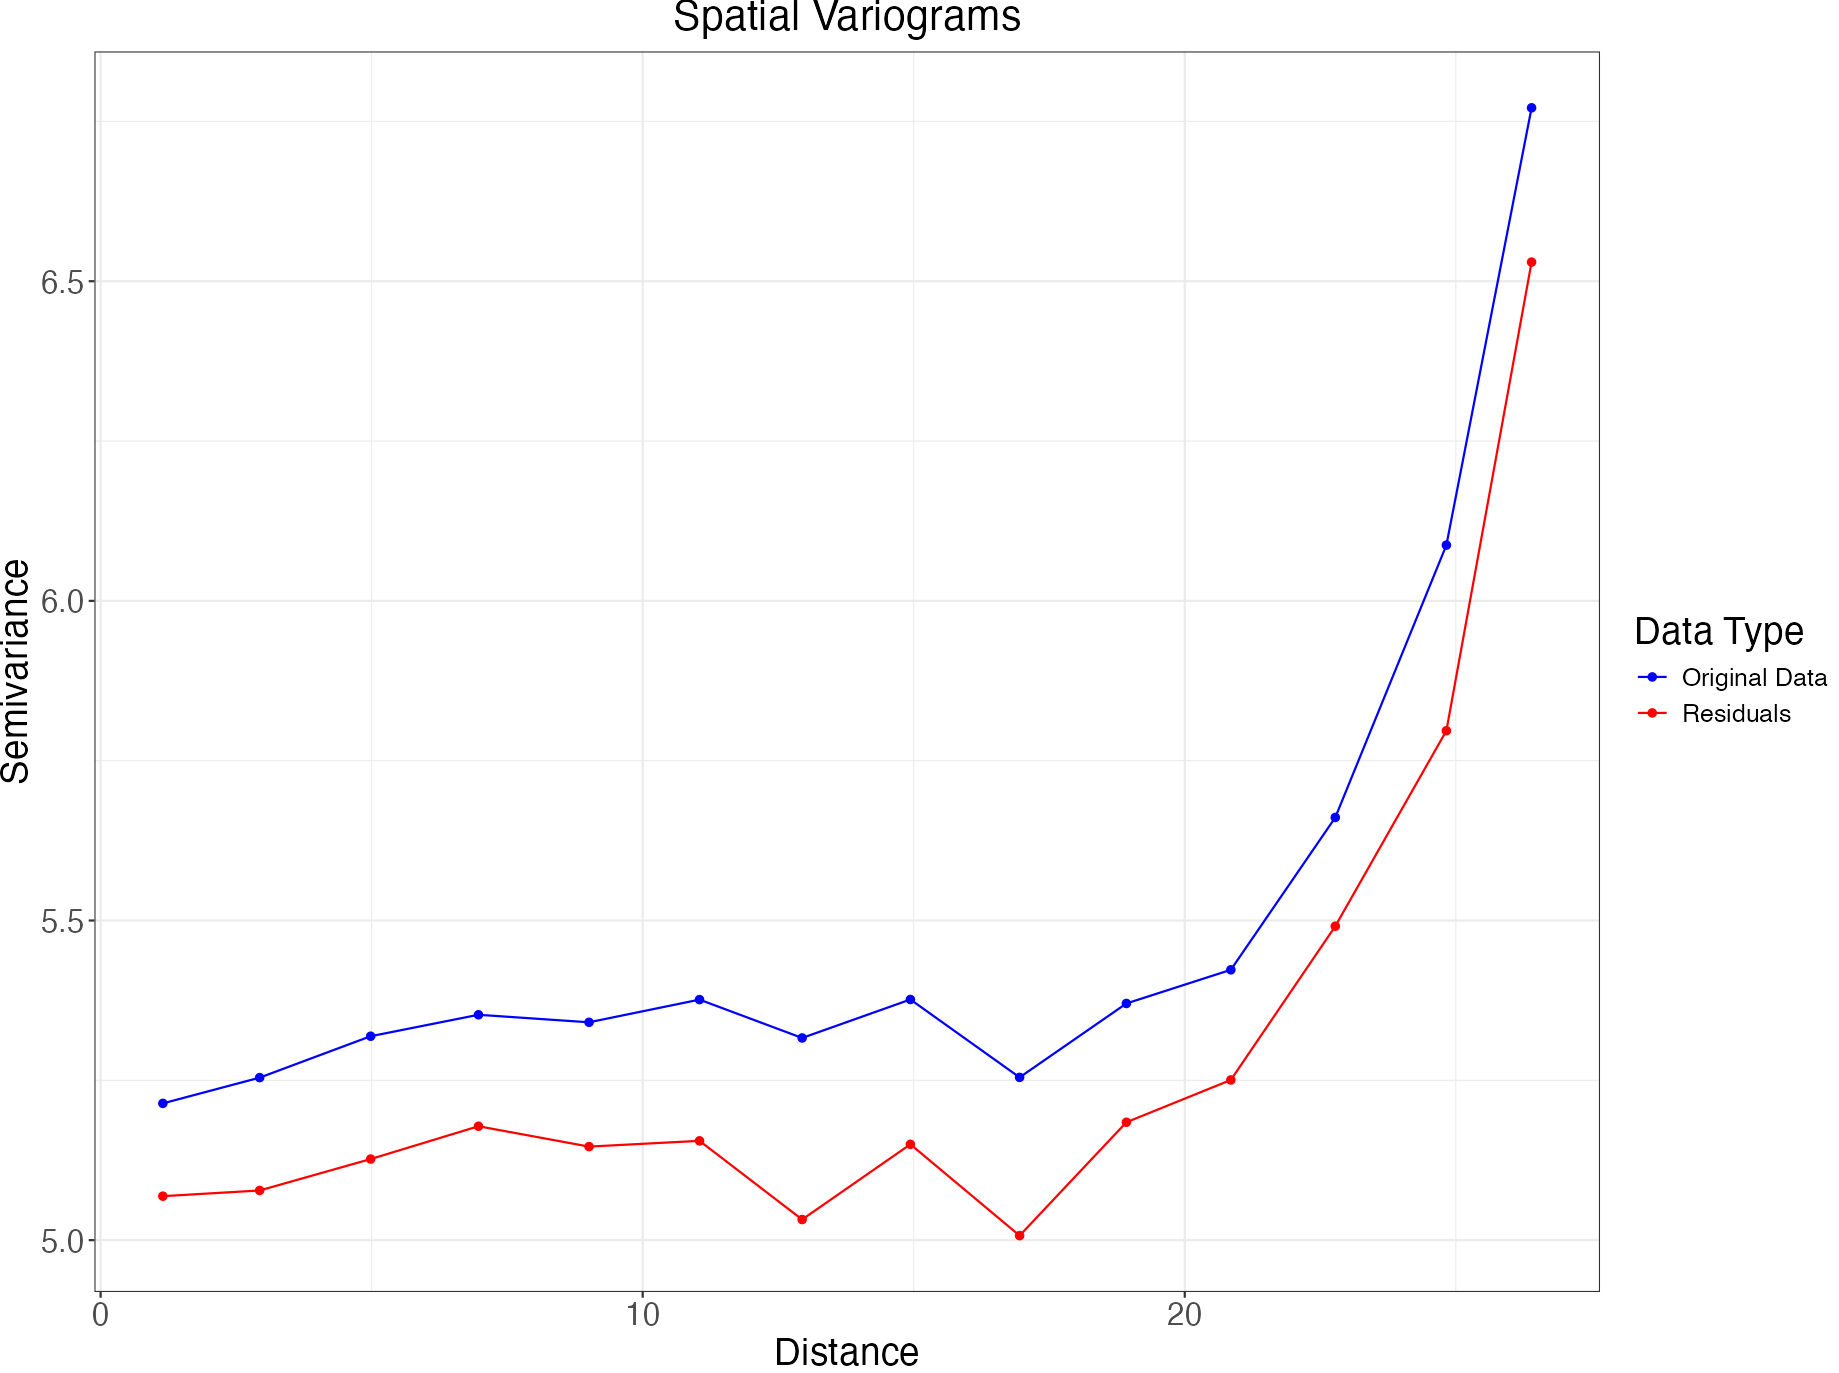 Spatial Variograms
6.5
6.0
5.5
5.0
Semivariance
0 10 20
Distance
Data Type
Original Data
Residuals